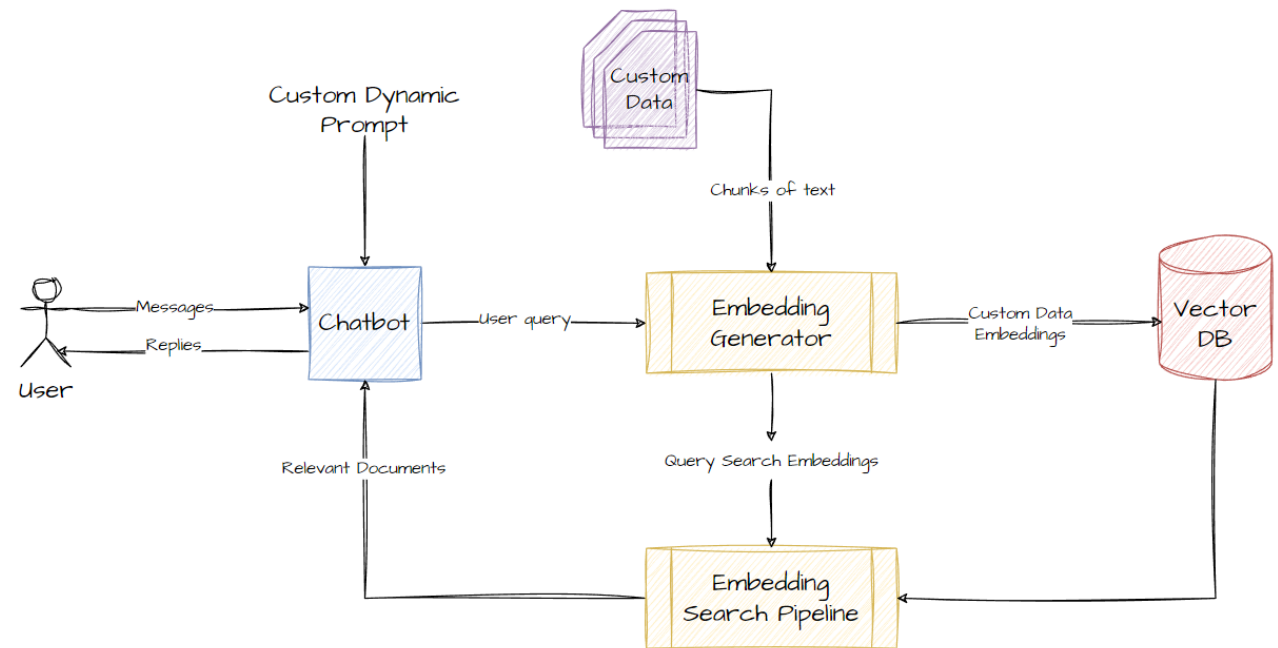 Custom
Data
Custom Dynamic
Prompt
Chunks of text
Messages
Chatbot
User query
Embedding
Generator
Custom Data
Embeddings
Vector
DB
Replies
User
Relevant Documents
Query Search Embeddings
Embedding
Search Pipeline